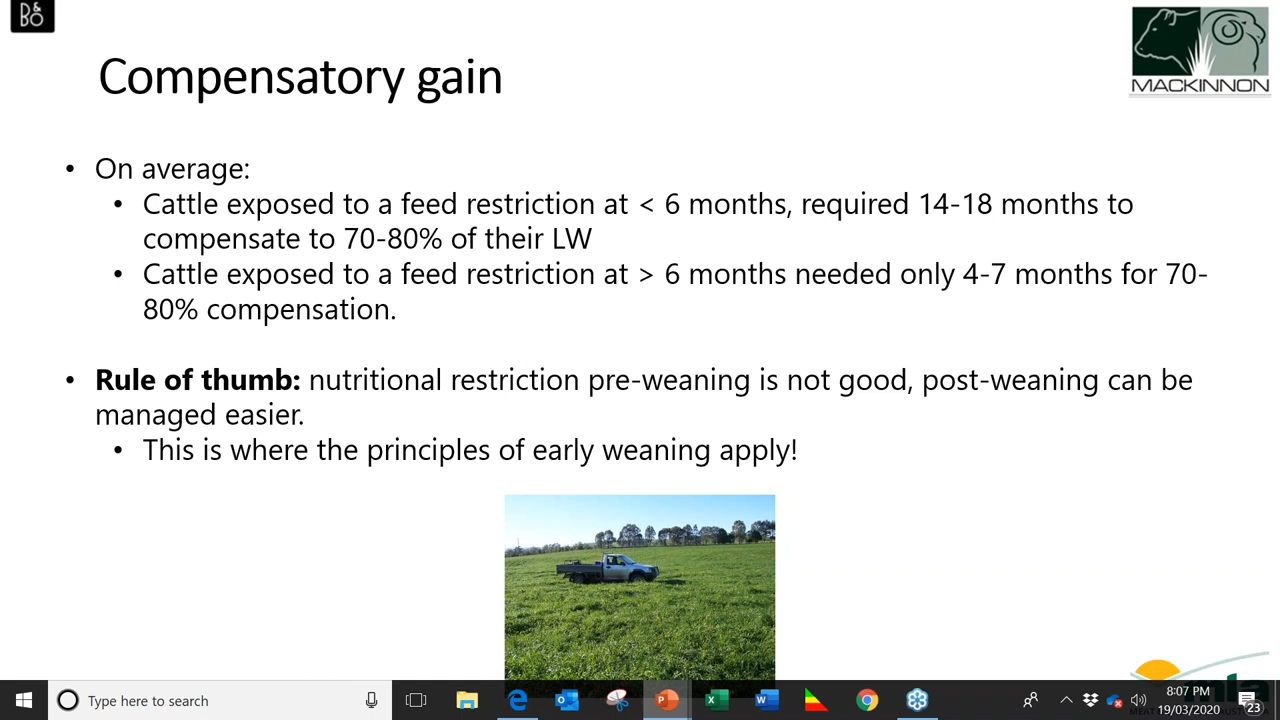 B&O
Compensatory gain
MACKINNON
• On average:
• Cattle exposed to a feed restriction at < 6 months, required 14-18 months to
compensate to 70-80% of their LW
• Cattle exposed to a feed restriction at > 6 months needed only 4-7 months for 70-
80% compensation.
• Rule of thumb: nutritional restriction pre-weaning is not good, post-weaning can be
managed easier.
• This is where the principles of early weaning apply!
mla
Type here to search
8:07 PM
19/03/2020
23